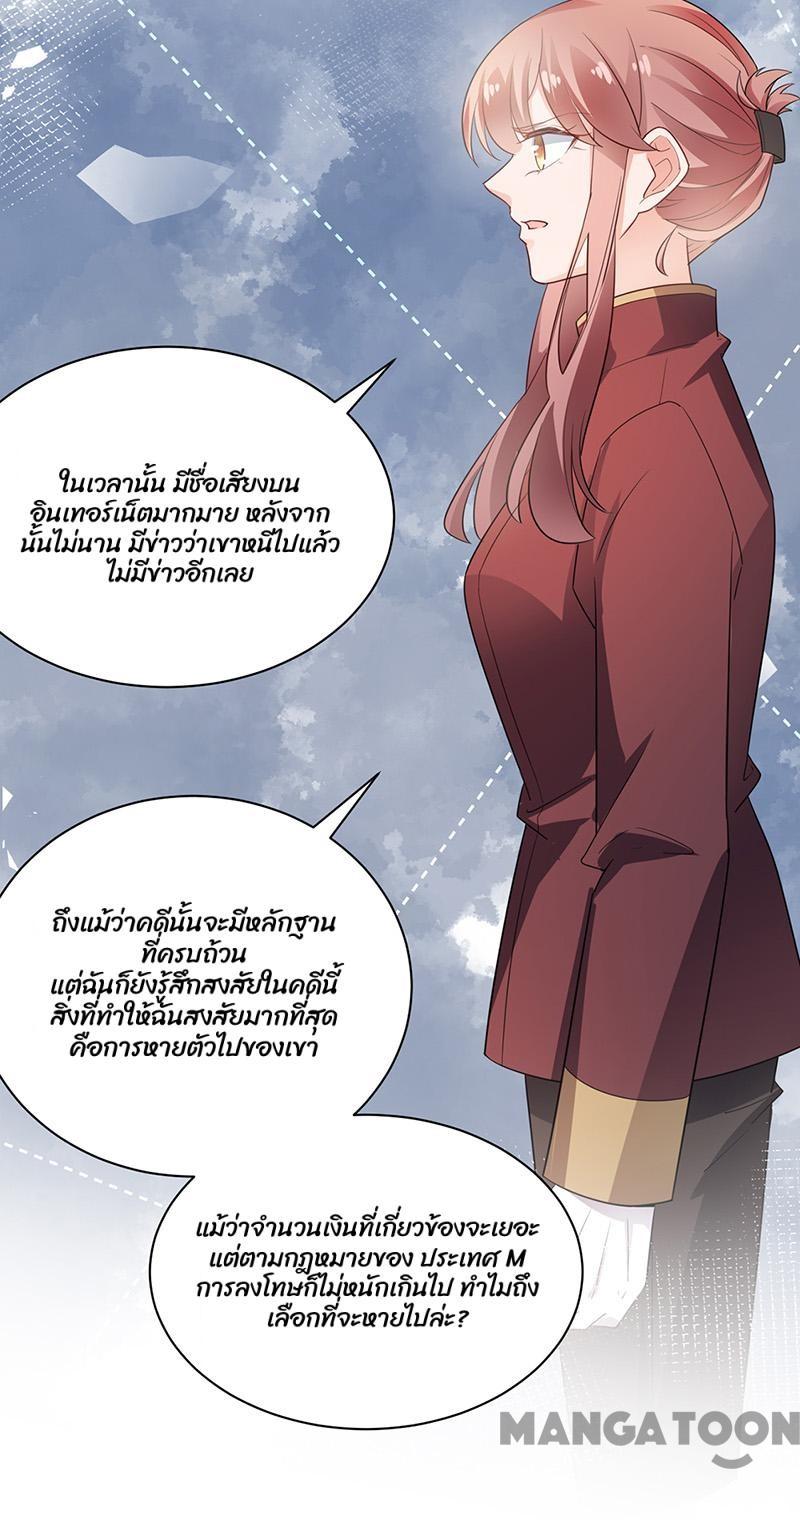 ในเวลานั้น มีชื่อเสียงบน
อินเทอร์เน็ตมากมาย หลังจาก
นั้นไม่นาน มีข่าวว่าเขาหนีไปแล้ว
ไม่มีข่าวอีกเลย
ถึงแม้ว่าคดีนั้นจะมีหลักฐาน
ที่ครบถ้วน
แต่ฉันก็ยังรู้สึกสงสัยในคดีนี้
สิ่งที่ทำให้ฉันสงสัยมากที่สุด
คือการหายตัวไปของเขา
แม้ว่าจำนวนเงินที่เกี่ยวข้องจะเยอะ
แต่ตามกฎหมายของ ประเทศ M
การลงโทษก็ไม่หนักเกินไป ทำไมถึง
เลือกที่จะหายไปล่ะ?
MANGATOON